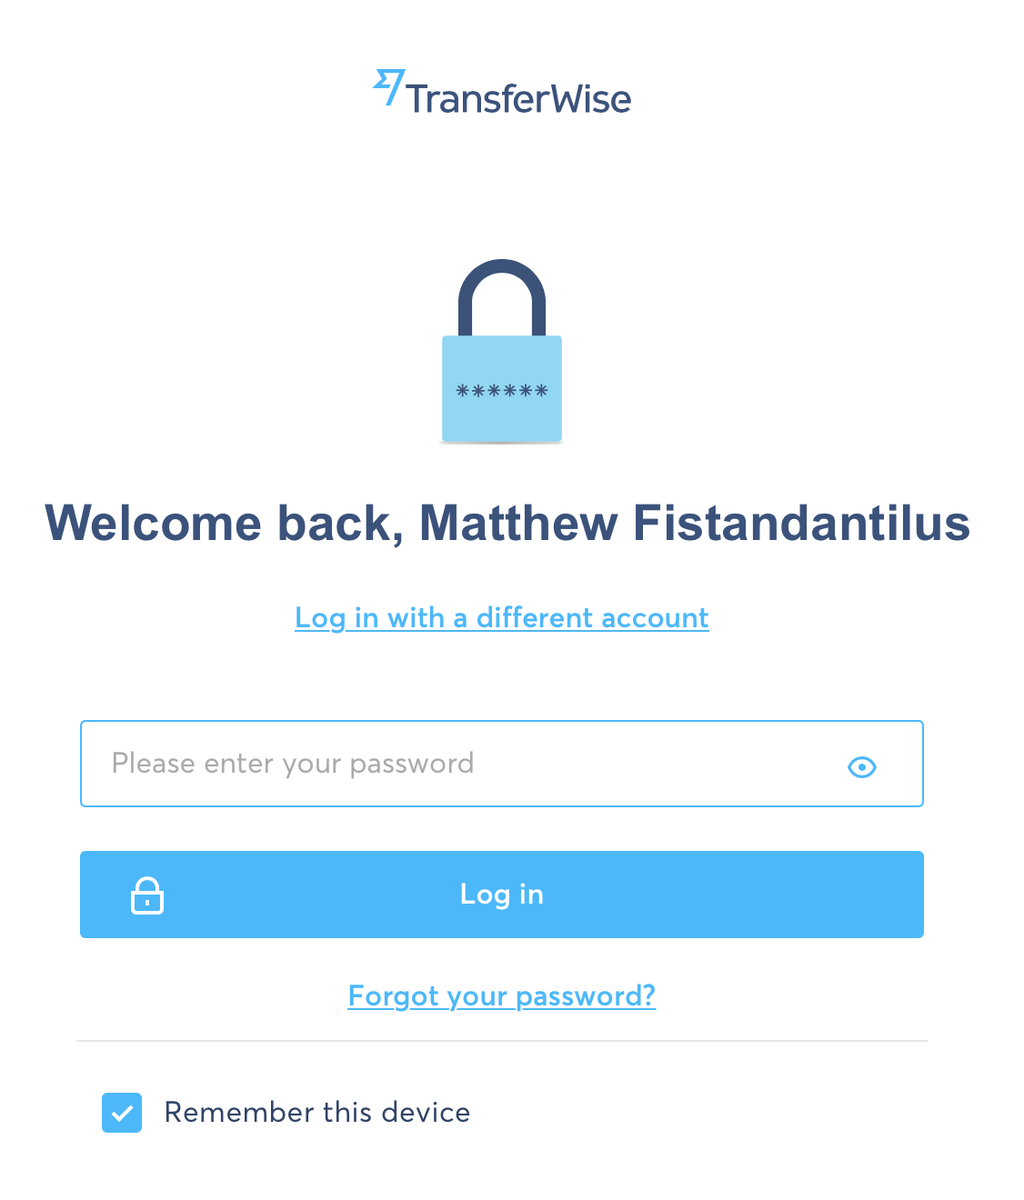 TransferWise
******
Welcome back, Matthew Fistandantilus
Log in with a different account
Please enter your password
Log in
Forgot your password?
Remember this device